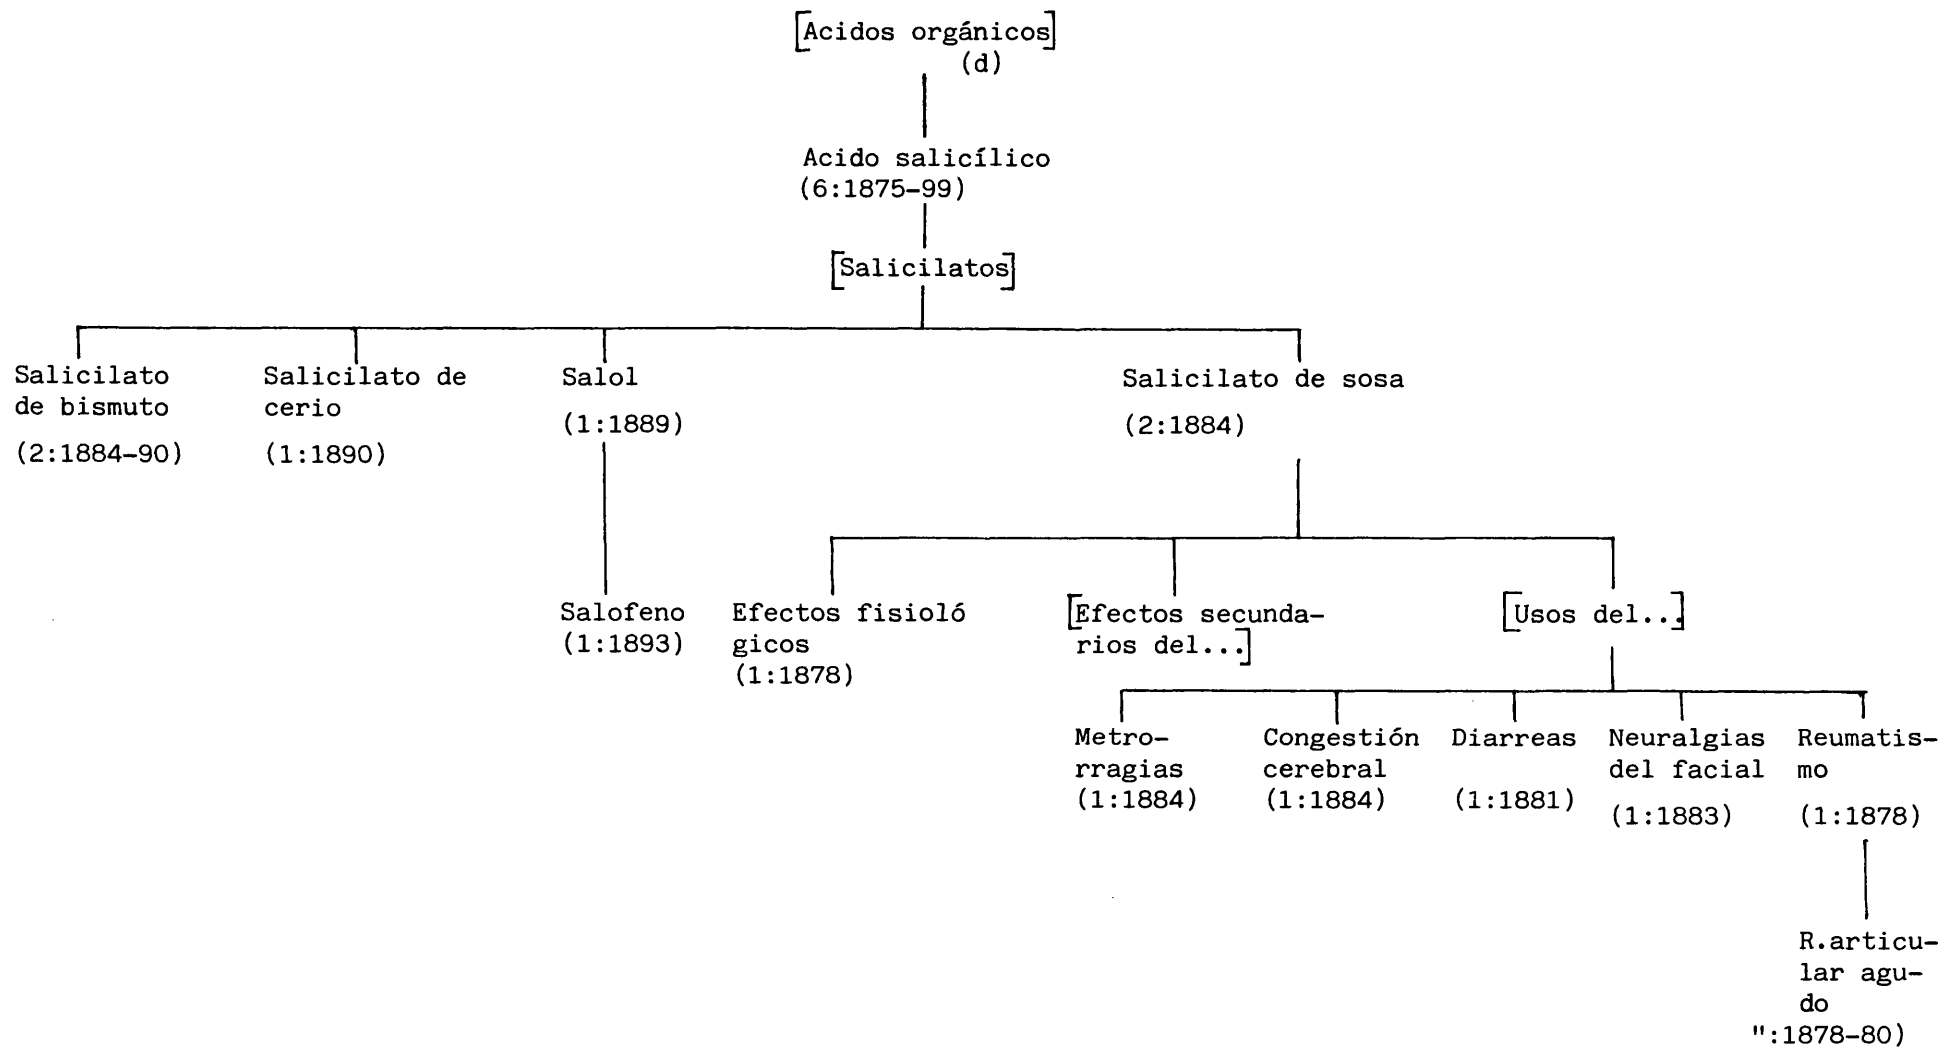 [Acidos orgánicos]
(d)
Acido salicílico
(6:1875-99)
[Salicilatos]
Salicilato
de bismuto
(2:1884-90)
Salicilato de
cerio
(1:1890)
Salol
(1:1889)
Salicilato de sosa
(2:1884)
Salofeno
(1:1893)
Efectos fisioló
gicos
(1:1878)
[Efectos secunda-
rios del...]
[Usos del...]
Metro-
rragias
(1:1884)
Congestión
cerebral
(1:1884)
Diarreas
(1:1881)
Neuralgias
del facial
(1:1883)
Reumatis-
mo
(1:1878)
R.articu-
lar agu-
do
":1878-80)